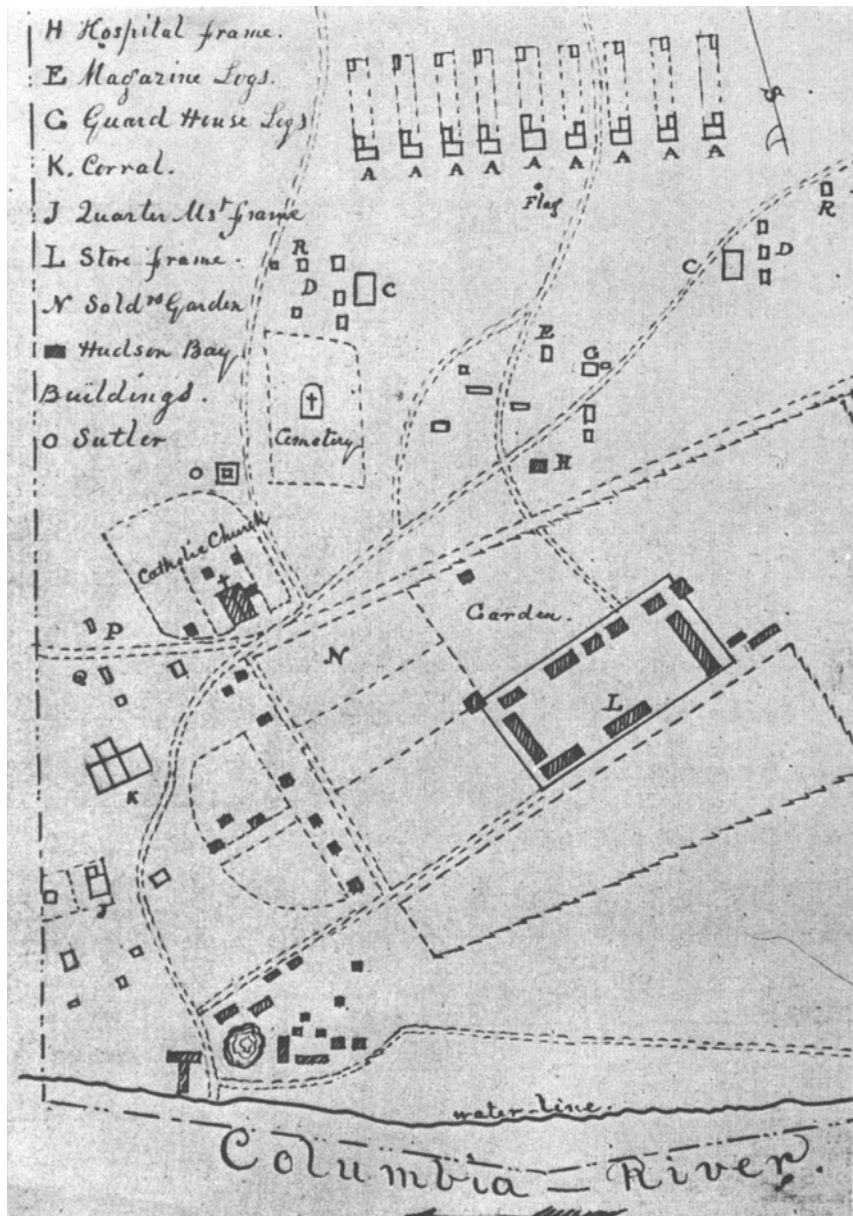 H Hospital frame.
E Magazine Logs.
G Guard House Logs
K. Corral.
J Quarter Mst frame
L Store frame.
N Soldrs Garden
Hudson Bay
Buildings.
O Sutler
A A A A A A A A A
Flag
S
R
R
D
C
C
D
E
G
Cemetery
H
O
Catholic Church
Garden.
P
N
Q
L
K
J
water-line.
Columbia – River.